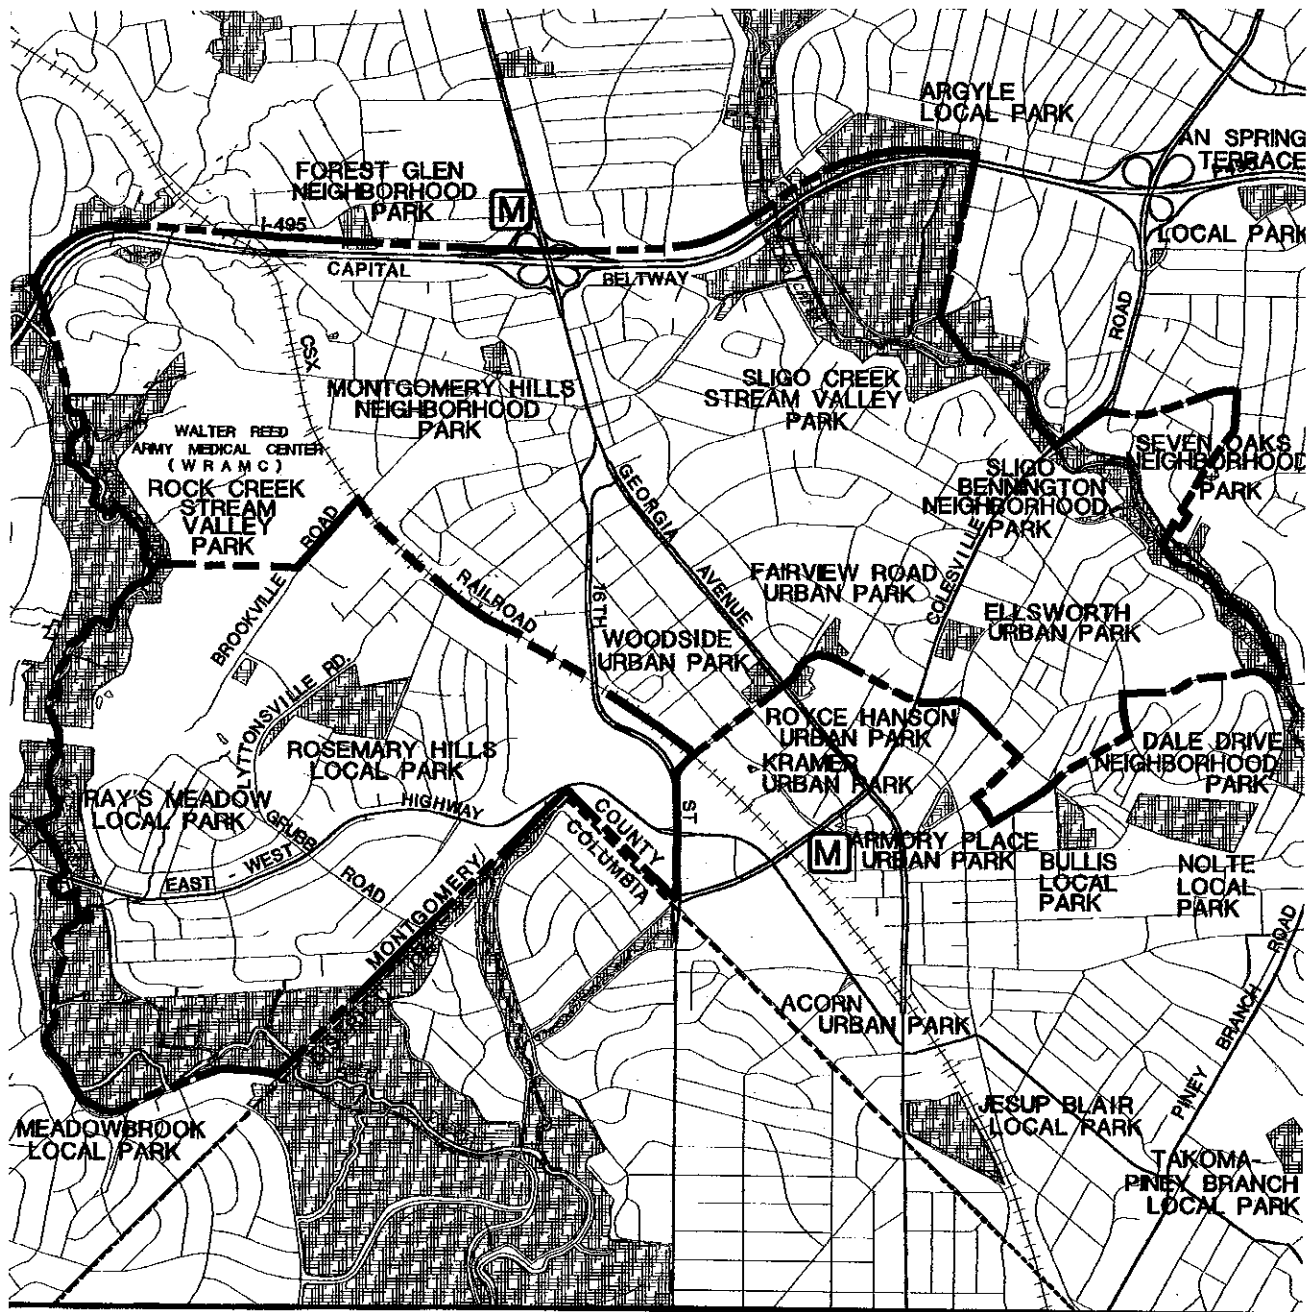 ARGYLE
LOCAL PARK
AN SPRING
TERRACE
LOCAL PARK
FOREST GLEN
NEIGHBORHOOD
PARK
M
I-495
CAPITAL
BELTWAY
ROAD
CSX
MONTGOMERY HILLS
NEIGHBORHOOD
PARK
SLIGO CREEK
STREAM VALLEY
PARK
WALTER REED
ARMY MEDICAL CENTER
(WRAMC)
ROCK CREEK
STREAM
VALLEY
PARK
SEVEN OAKS
NEIGHBORHOOD
PARK
SLIGO
BENNINGTON
NEIGHBORHOOD
PARK
GEORGIA
AVENUE
BROOKVILLE ROAD
RAILROAD
16TH
COLESVILLE
FAIRVIEW ROAD
URBAN PARK
ELLSWORTH
URBAN PARK
WOODSIDE
URBAN PARK
LYTTONSVILLE RD.
ROYCE HANSON
URBAN PARK
KRAMER
URBAN PARK
ROSEMARY HILLS
LOCAL PARK
DALE DRIVE
NEIGHBORHOOD
PARK
RAY'S MEADOW
LOCAL PARK
GRUBB
ROAD
EAST - WEST
HIGHWAY
ST
COUNTY
COLUMBIA
MONTGOMERY
M
ARMORY PLACE
URBAN PARK
BULLIS
LOCAL
PARK
NOLTE
LOCAL
PARK
ACORN
URBAN PARK
PINEY BRANCH ROAD
MEADOWBROOK
LOCAL PARK
JESUP BLAIR
LOCAL PARK
TAKOMA-
PINEY BRANCH
LOCAL PARK